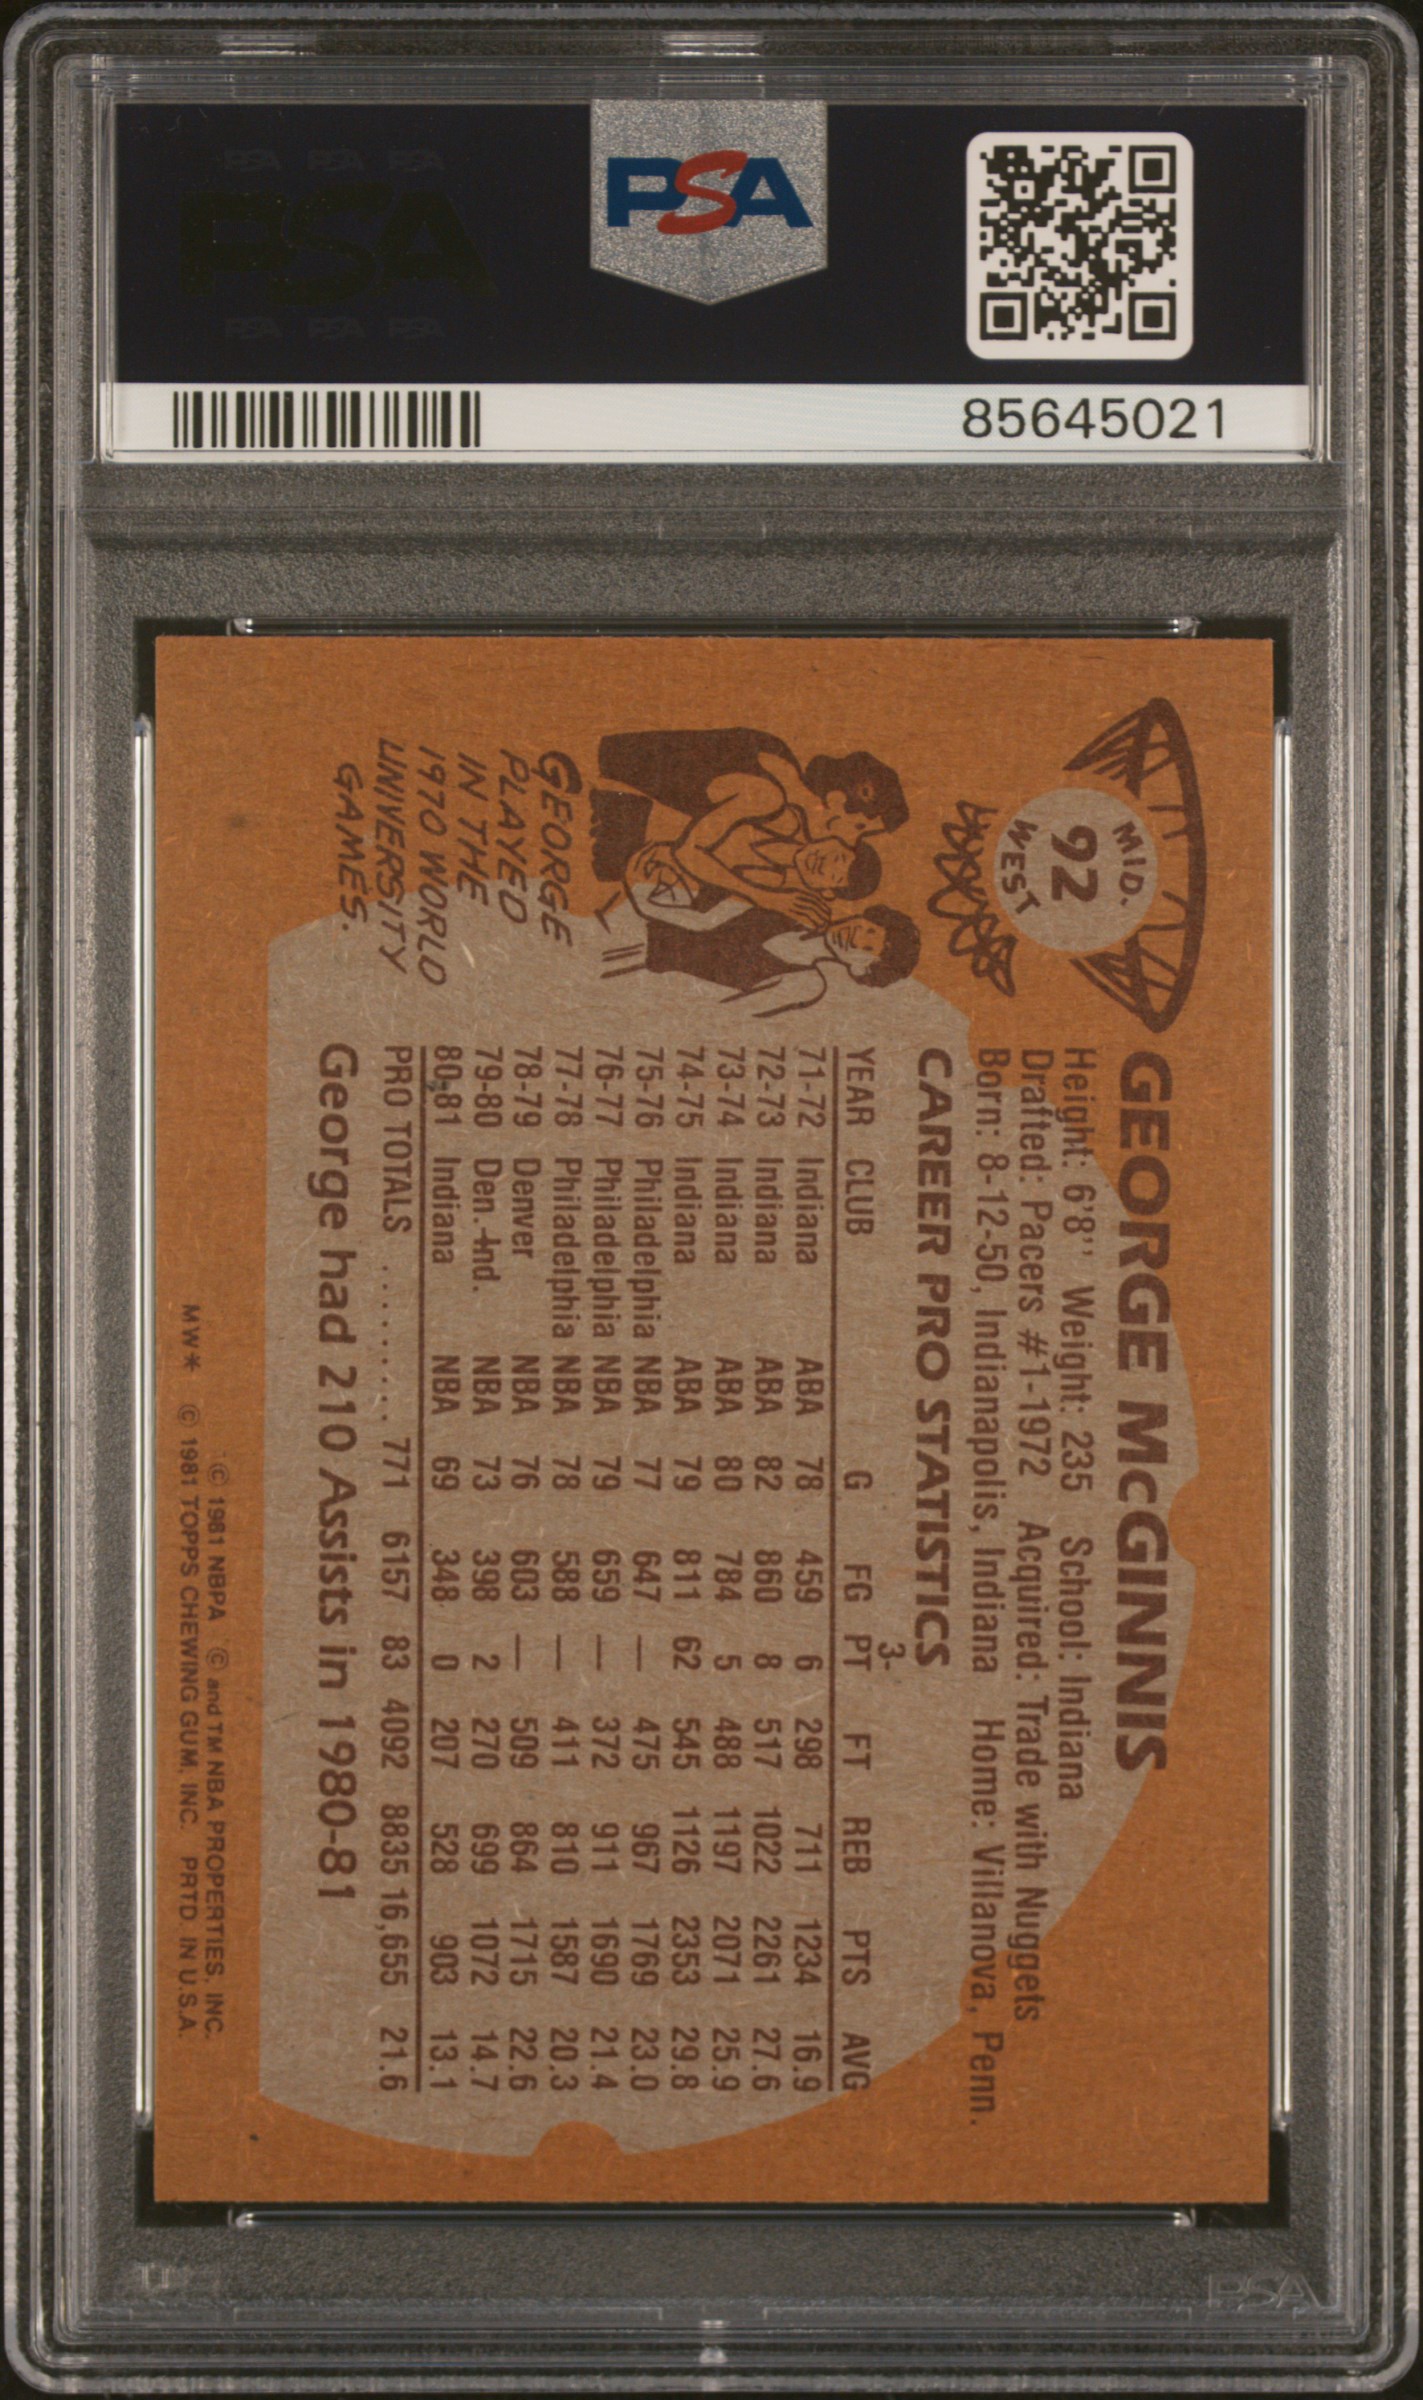 PSA PSA PSA
PSA
PSA PSA PSA
PSA
85645021
MID.
92
WEST
GEORGE McGINNIS
Height: 6'8'' Weight: 235 School: Indiana
Drafted: Pacers #1-1972 Acquired: Trade with Nuggets
Born: 8-12-50, Indianapolis, Indiana Home: Villanova, Penn.
CAREER PRO STATISTICS
YEAR CLUB G FG 3-PT FT REB PTS AVG
71-72 Indiana ABA 78 459 6 298 711 1234 16.9
72-73 Indiana ABA 82 860 8 517 1022 2261 27.6
73-74 Indiana ABA 80 784 5 488 1197 2071 25.9
74-75 Indiana ABA 79 811 62 545 1126 2353 29.8
75-76 Philadelphia NBA 77 647 — 475 967 1769 23.0
76-77 Philadelphia NBA 79 659 — 372 911 1690 21.4
77-78 Philadelphia NBA 78 588 — 411 810 1587 20.3
78-79 Denver NBA 76 603 — 509 864 1715 22.6
79-80 Den.-Ind. NBA 73 398 2 270 699 1072 14.7
80-81 Indiana NBA 69 348 0 207 528 903 13.1
PRO TOTALS ........ 771 6157 83 4092 8835 16,655 21.6
George had 210 Assists in 1980-81
GEORGE
PLAYED
IN THE
1970 WORLD
UNIVERSITY
GAMES.
© 1981 NBPA © and TM NBA PROPERTIES, INC.
MW* © 1981 TOPPS CHEWING GUM, INC. PRTD. IN U.S.A.
PSA